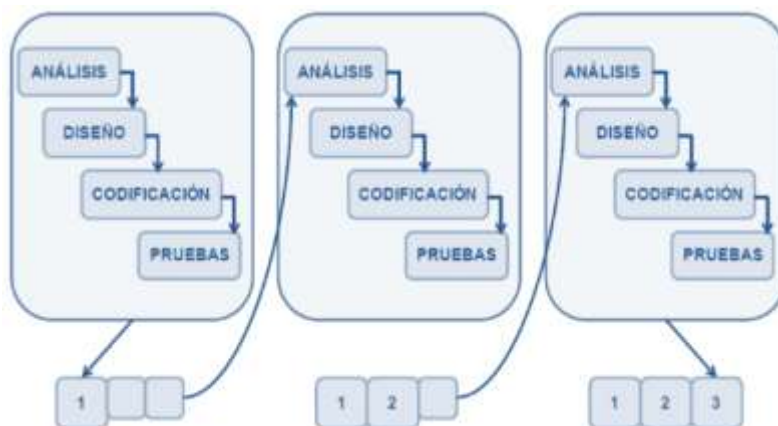 ANÁLISIS
DISEÑO
CODIFICACIÓN
PRUEBAS
ANÁLISIS
DISEÑO
CODIFICACIÓN
PRUEBAS
ANÁLISIS
DISEÑO
CODIFICACIÓN
PRUEBAS
1
1 2
1 2 3